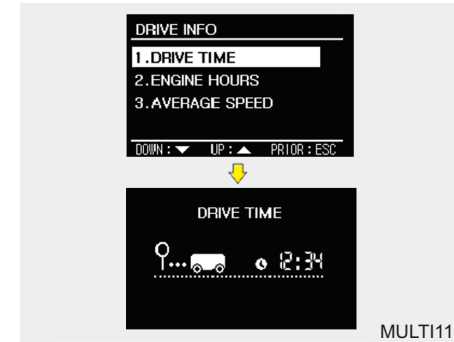 DRIVE INFO
1.DRIVE TIME
2.ENGINE HOURS
3.AVERAGE SPEED
DOWN:▼ UP:▲ PRIOR:ESC
DRIVE TIME
12:34
MULTI11